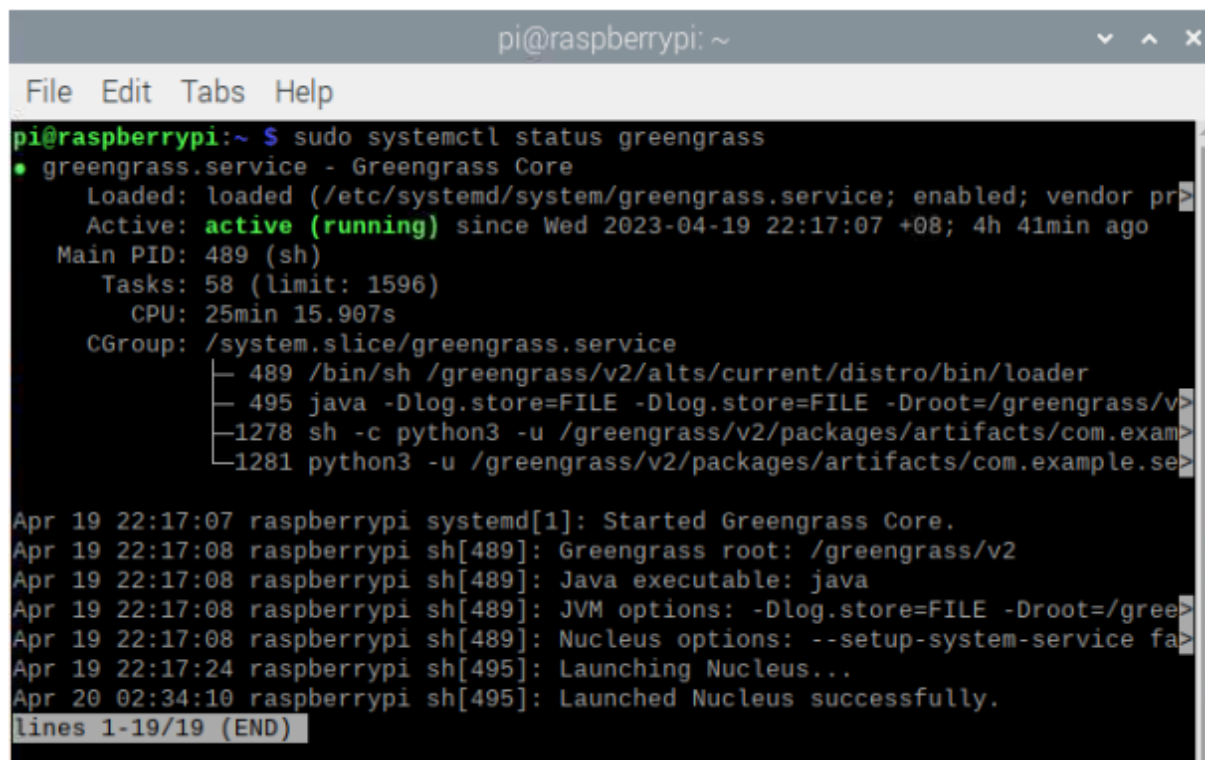 pi@raspberrypi: ~
File Edit Tabs Help
pi@raspberrypi:~ $ sudo systemctl status greengrass
● greengrass.service - Greengrass Core
     Loaded: loaded (/etc/systemd/system/greengrass.service; enabled; vendor pr>
     Active: active (running) since Wed 2023-04-19 22:17:07 +08; 4h 41min ago
   Main PID: 489 (sh)
      Tasks: 58 (limit: 1596)
        CPU: 25min 15.907s
     CGroup: /system.slice/greengrass.service
             ├─ 489 /bin/sh /greengrass/v2/alts/current/distro/bin/loader
             ├─ 495 java -Dlog.store=FILE -Dlog.store=FILE -Droot=/greengrass/v>
             ├─1278 sh -c python3 -u /greengrass/v2/packages/artifacts/com.exam>
             └─1281 python3 -u /greengrass/v2/packages/artifacts/com.example.se>
Apr 19 22:17:07 raspberrypi systemd[1]: Started Greengrass Core.
Apr 19 22:17:08 raspberrypi sh[489]: Greengrass root: /greengrass/v2
Apr 19 22:17:08 raspberrypi sh[489]: Java executable: java
Apr 19 22:17:08 raspberrypi sh[489]: JVM options: -Dlog.store=FILE -Droot=/gree>
Apr 19 22:17:08 raspberrypi sh[489]: Nucleus options: --setup-system-service fa>
Apr 19 22:17:24 raspberrypi sh[495]: Launching Nucleus...
Apr 20 02:34:10 raspberrypi sh[495]: Launched Nucleus successfully.
lines 1-19/19 (END)